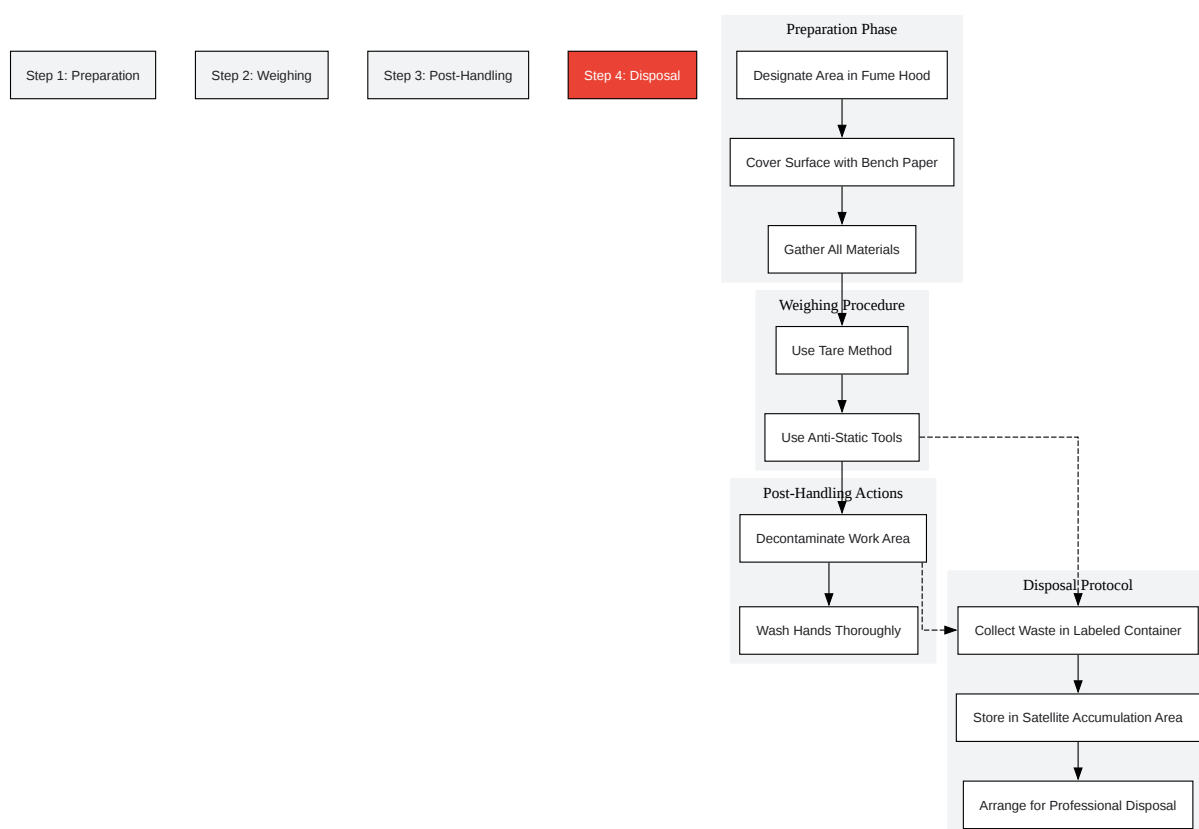 Step 1: Preparation
Step 2: Weighing
Step 3: Post-Handling
Step 4: Disposal
Preparation Phase
Designate Area in Fume Hood
Cover Surface with Bench Paper
Gather All Materials
Weighing Procedure
Use Tare Method
Use Anti-Static Tools
Post-Handling Actions
Decontaminate Work Area
Wash Hands Thoroughly
Disposal Protocol
Collect Waste in Labeled Container
Store in Satellite Accumulation Area
Arrange for Professional Disposal